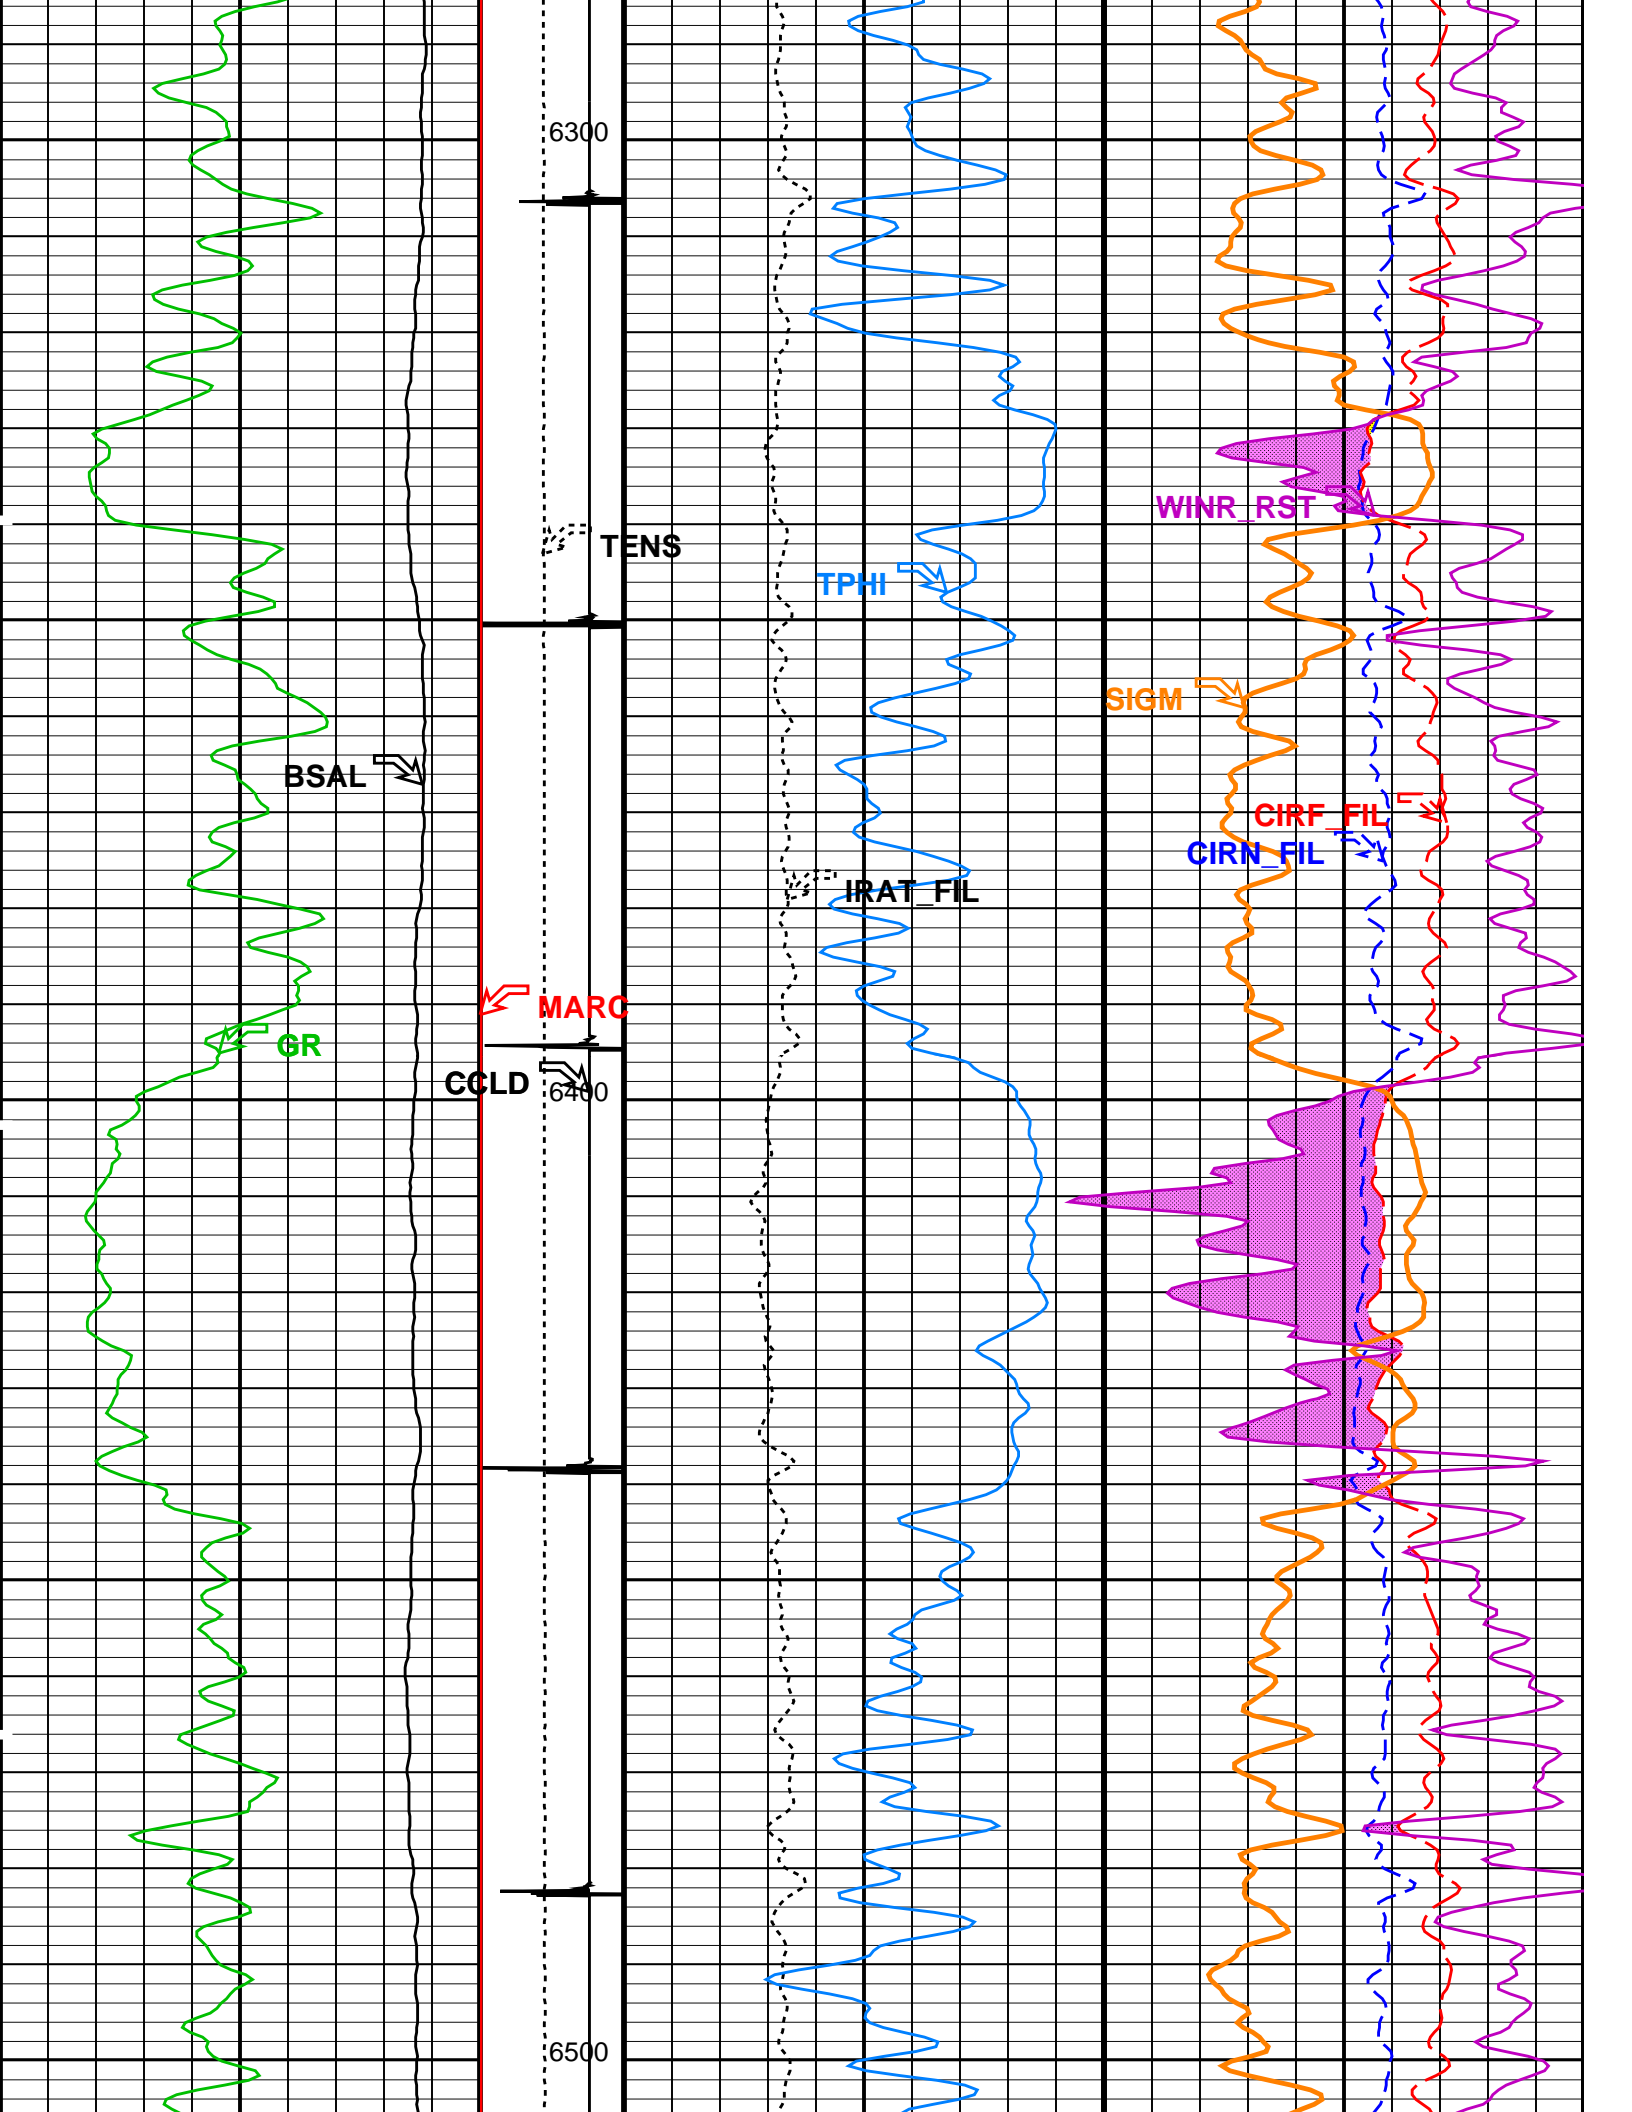 6300
WINR_RST
TENS
TPHI
SIGM
BSAL
CIRF_FIL
CIRN_FIL
IRAT_FIL
MARC
GR
CCLD
6400
6500